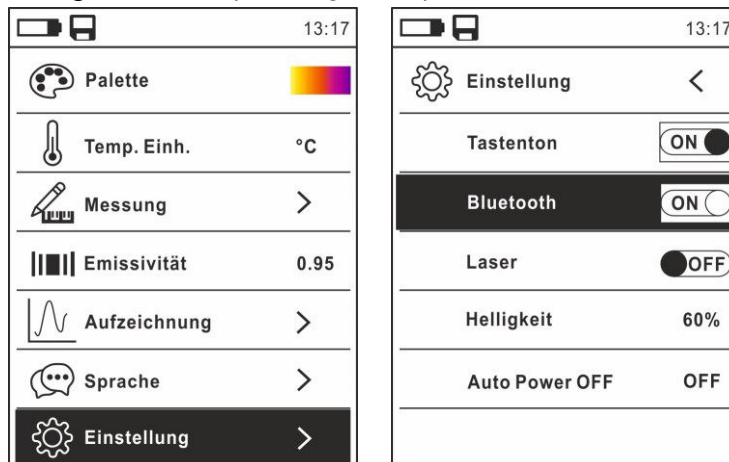 13:17
Palette
Temp. Einh. °C
Messung >
Emissivität 0.95
Aufzeichnung >
Sprache >
Einstellung >
13:17
Einstellung <
Tastenton ON
Bluetooth ON
Laser OFF
Helligkeit 60%
Auto Power OFF OFF